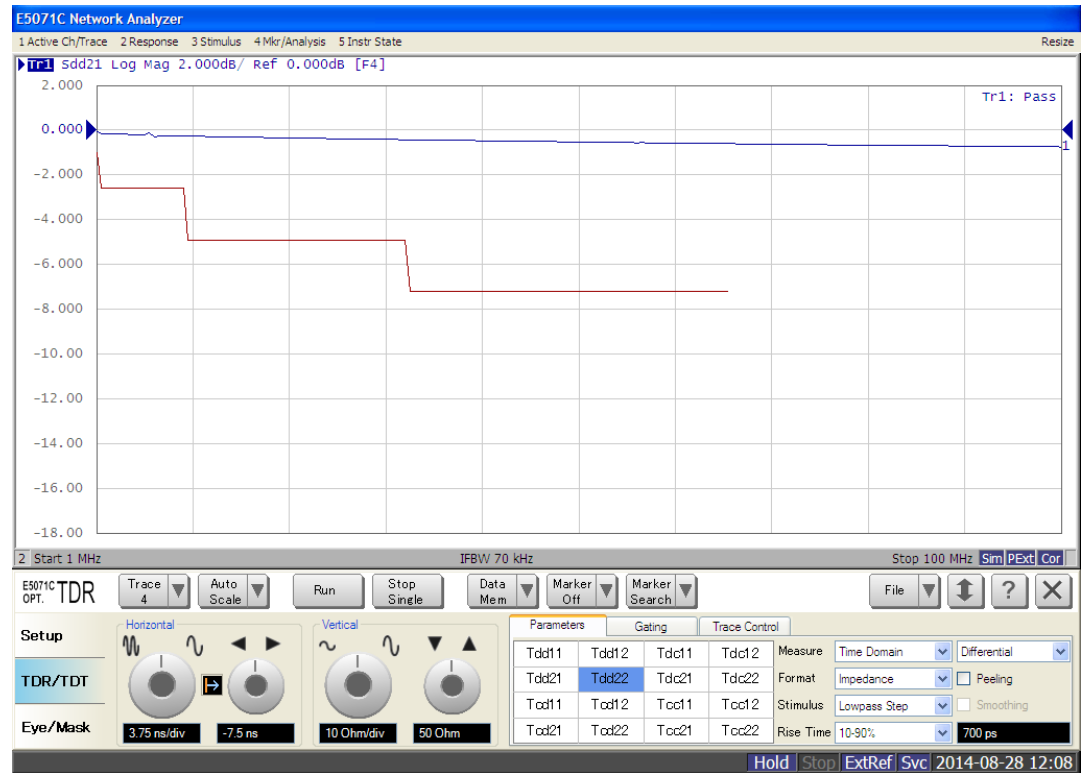 E5071C Network Analyzer
1 Active Ch/Trace 2 Response 3 Stimulus 4 Mkr/Analysis 5 Instr State Resize
Tr1 Sdd21 Log Mag 2.000dB/ Ref 0.000dB [F4]
2.000
Tr1: Pass
0.000
1
-2.000
-4.000
-6.000
-8.000
-10.00
-12.00
-14.00
-16.00
-18.00
2 Start 1 MHz IFBW 70 kHz Stop 100 MHz Sim PExt Cor
E5071C OPT. TDR Trace 4 Auto Scale Run Stop Single Data Mem Marker Off Marker Search File ? X
Setup
TDR/TDT
Eye/Mask
Horizontal
3.75 ns/div -7.5 ns
Vertical
10 Ohm/div 50 Ohm
Parameters Gating Trace Control
Tdd11 Tdd12 Tdc11 Tdc12
Tdd21 Tdd22 Tdc21 Tdc22
Tcd11 Tcd12 Tcc11 Tcc12
Tcd21 Tcd22 Tcc21 Tcc22
Measure Time Domain Differential
Format Impedance Peeling
Stimulus Lowpass Step Smoothing
Rise Time 10-90% 700 ps
Hold Stop ExtRef Svc 2014-08-28 12:08